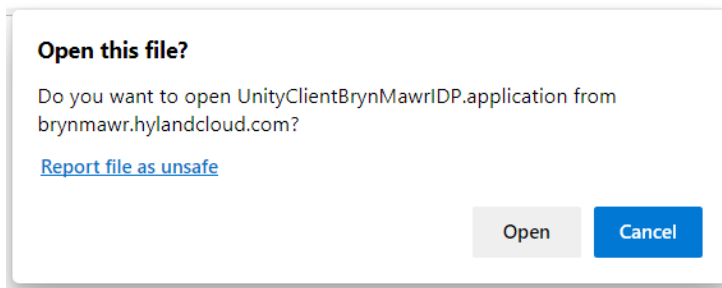 Open this file?
Do you want to open UnityClientBrynMawrIDP.application from
brynmawr.hylandcloud.com?
Report file as unsafe
Open
Cancel